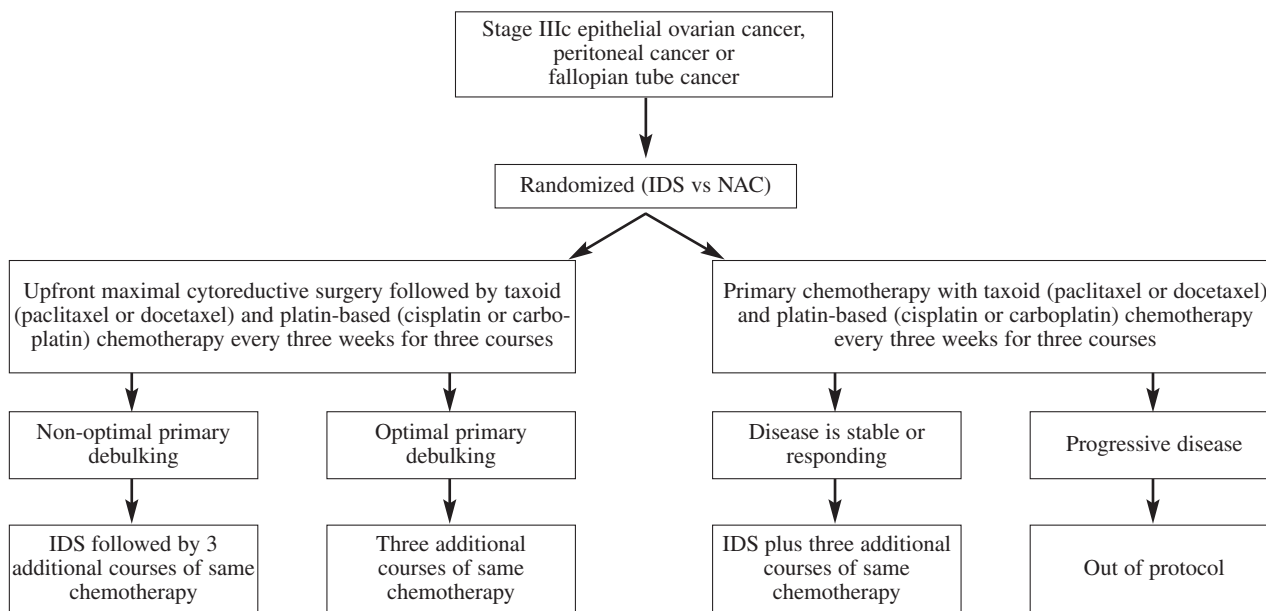 Stage IIIc epithelial ovarian cancer,
peritoneal cancer or
fallopian tube cancer
Randomized (IDS vs NAC)
Upfront maximal cytoreductive surgery followed by taxoid
(paclitaxel or docetaxel) and platin-based (cisplatin or carbo-
platin) chemotherapy every three weeks for three courses
Primary chemotherapy with taxoid (paclitaxel or docetaxel)
and platin-based (cisplatin or carboplatin) chemotherapy
every three weeks for three courses
Non-optimal primary
debulking
Optimal primary
debulking
Disease is stable or
responding
Progressive disease
IDS followed by 3
additional courses of same
chemotherapy
Three additional
courses of same
chemotherapy
IDS plus three additional
courses of same
chemotherapy
Out of protocol